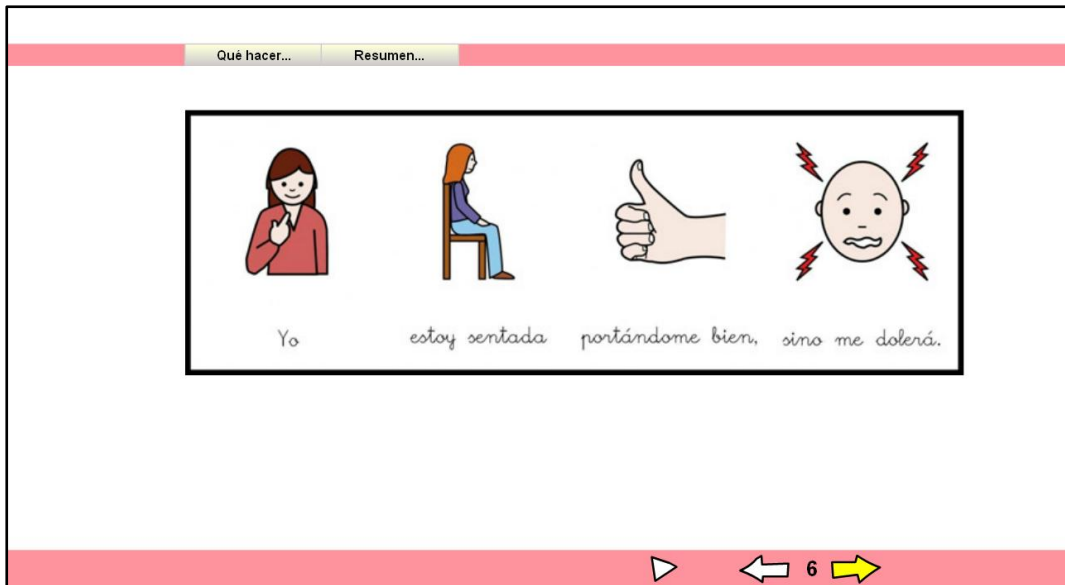 Qué hacer... Resumen...
Yo estoy sentada portándome bien, sino me dolerá.
6